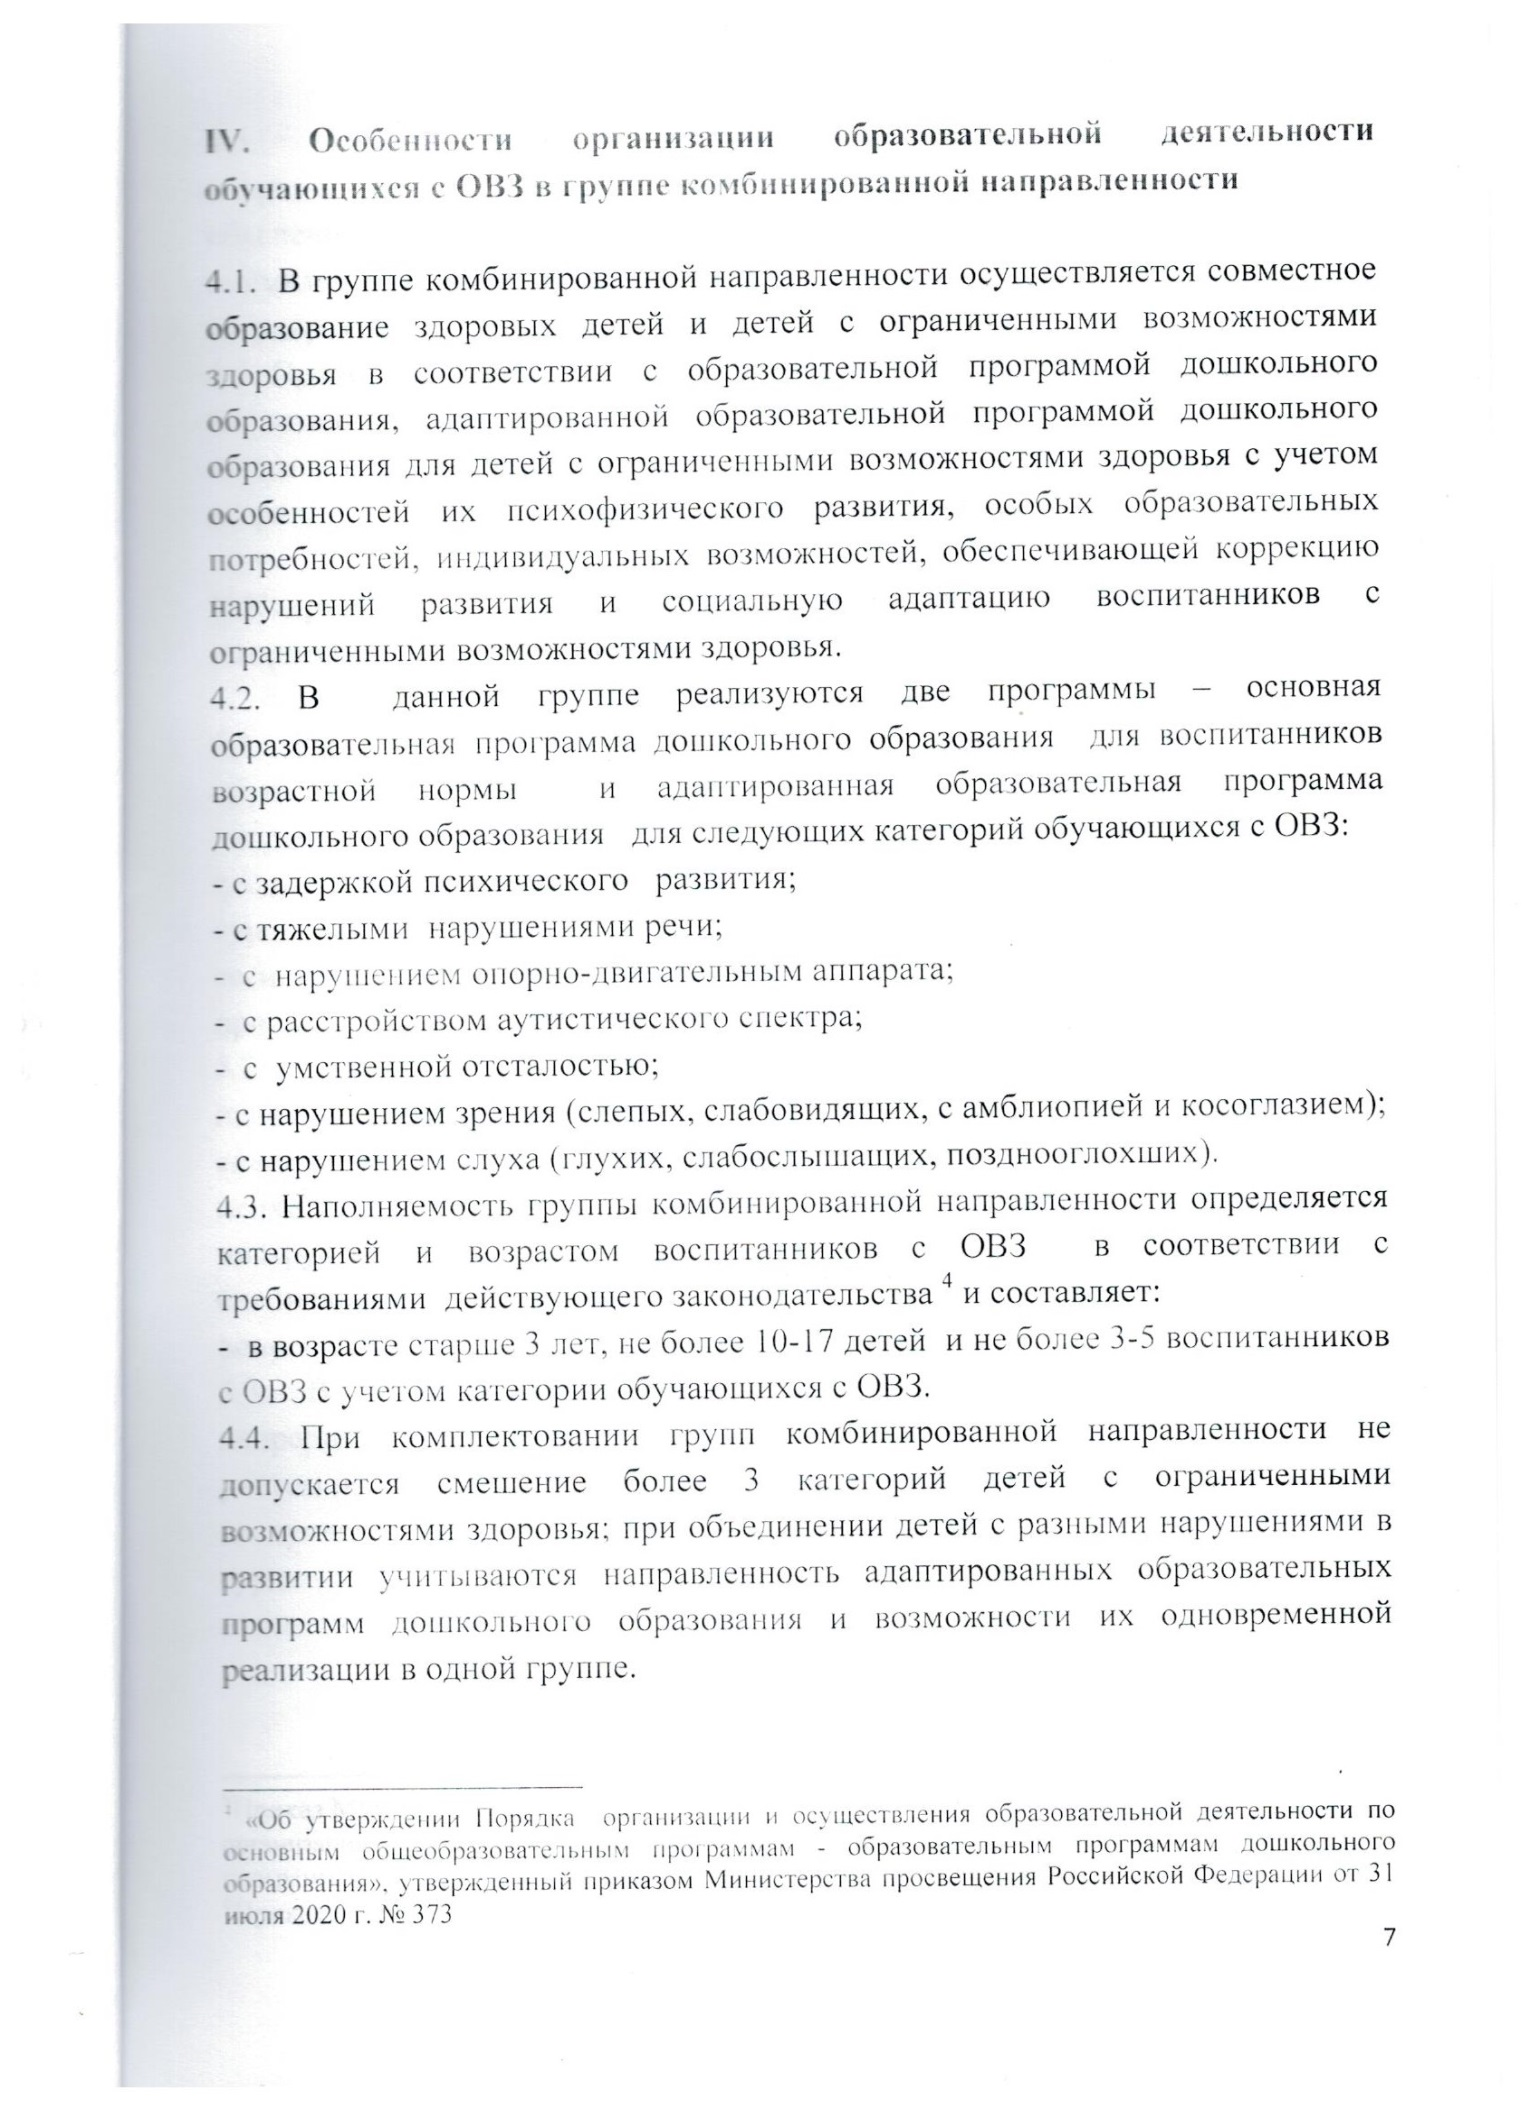 IV. Особенности организации образовательной деятельности
обучающихся с ОВЗ в группе комбинированной направленности
4.1. В группе комбинированной направленности осуществляется совместное
образование здоровых детей и детей с ограниченными возможностями
здоровья в соответствии с образовательной программой дошкольного
образования, адаптированной образовательной программой дошкольного
образования для детей с ограниченными возможностями здоровья с учетом
особенностей их психофизического развития, особых образовательных
потребностей, индивидуальных возможностей, обеспечивающей коррекцию
нарушений развития и социальную адаптацию воспитанников с
ограниченными возможностями здоровья.
4.2. В данной группе реализуются две программы – основная
образовательная программа дошкольного образования для воспитанников
возрастной нормы и адаптированная образовательная программа
дошкольного образования для следующих категорий обучающихся с ОВЗ:
- с задержкой психического развития;
- с тяжелыми нарушениями речи;
- с нарушением опорно-двигательным аппарата;
- с расстройством аутистического спектра;
- с умственной отсталостью;
- с нарушением зрения (слепых, слабовидящих, с амблиопией и косоглазием);
- с нарушением слуха (глухих, слабослышащих, позднооглохших).
4.3. Наполняемость группы комбинированной направленности определяется
категорией и возрастом воспитанников с ОВЗ в соответствии с
требованиями действующего законодательства ⁴ и составляет:
- в возрасте старше 3 лет, не более 10-17 детей и не более 3-5 воспитанников
с ОВЗ с учетом категории обучающихся с ОВЗ.
4.4. При комплектовании групп комбинированной направленности не
допускается смешение более 3 категорий детей с ограниченными
возможностями здоровья; при объединении детей с разными нарушениями в
развитии учитываются направленность адаптированных образовательных
программ дошкольного образования и возможности их одновременной
реализации в одной группе.
⁴ «Об утверждении Порядка организации и осуществления образовательной деятельности по
основным общеобразовательным программам - образовательным программам дошкольного
образования», утвержденный приказом Министерства просвещения Российской Федерации от 31
июля 2020 г. № 373
7